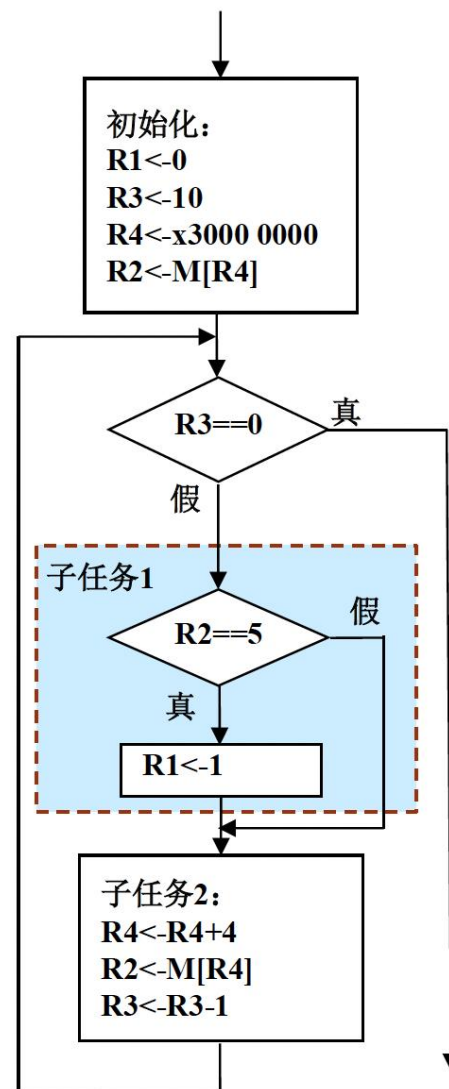 初始化：
R1<-0
R3<-10
R4<-x3000 0000
R2<-M[R4]
R3==0
真
假
子任务1
R2==5
假
真
R1<-1
子任务2：
R4<-R4+4
R2<-M[R4]
R3<-R3-1